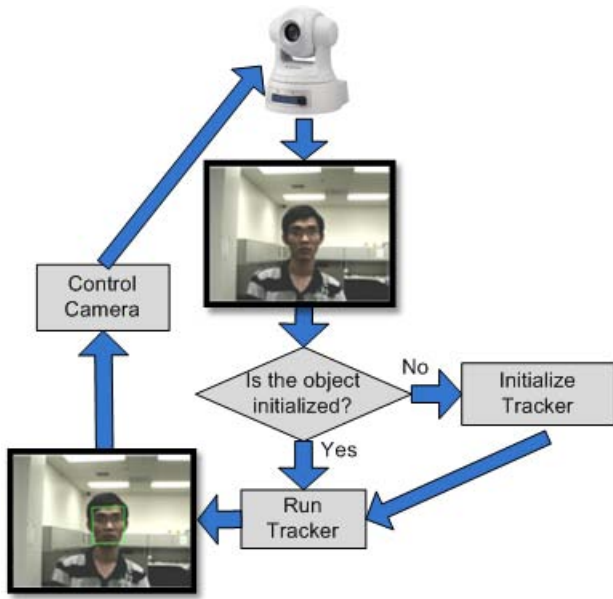 Control
Camera
Is the object
initialized?
No
Initialize
Tracker
Yes
Run
Tracker